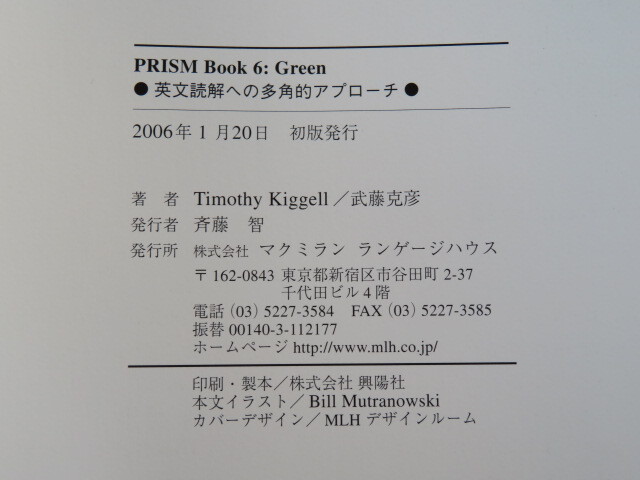 PRISM Book 6: Green
●英文読解への多角的アプローチ●
2006年1月20日 初版発行
著 者 Timothy Kiggell／武藤克彦
発行者 斉藤 智
発行所 株式会社 マクミラン ランゲージハウス
〒162-0843 東京都新宿区市谷田町 2-37
千代田ビル4階
電話（03）5227-3584 FAX（03）5227-3585
振替 00140-3-112177
ホームページ http://www.mlh.co.jp/
印刷・製本／株式会社 興陽社
本文イラスト／Bill Mutranowski
カバーデザイン／MLH デザインルーム